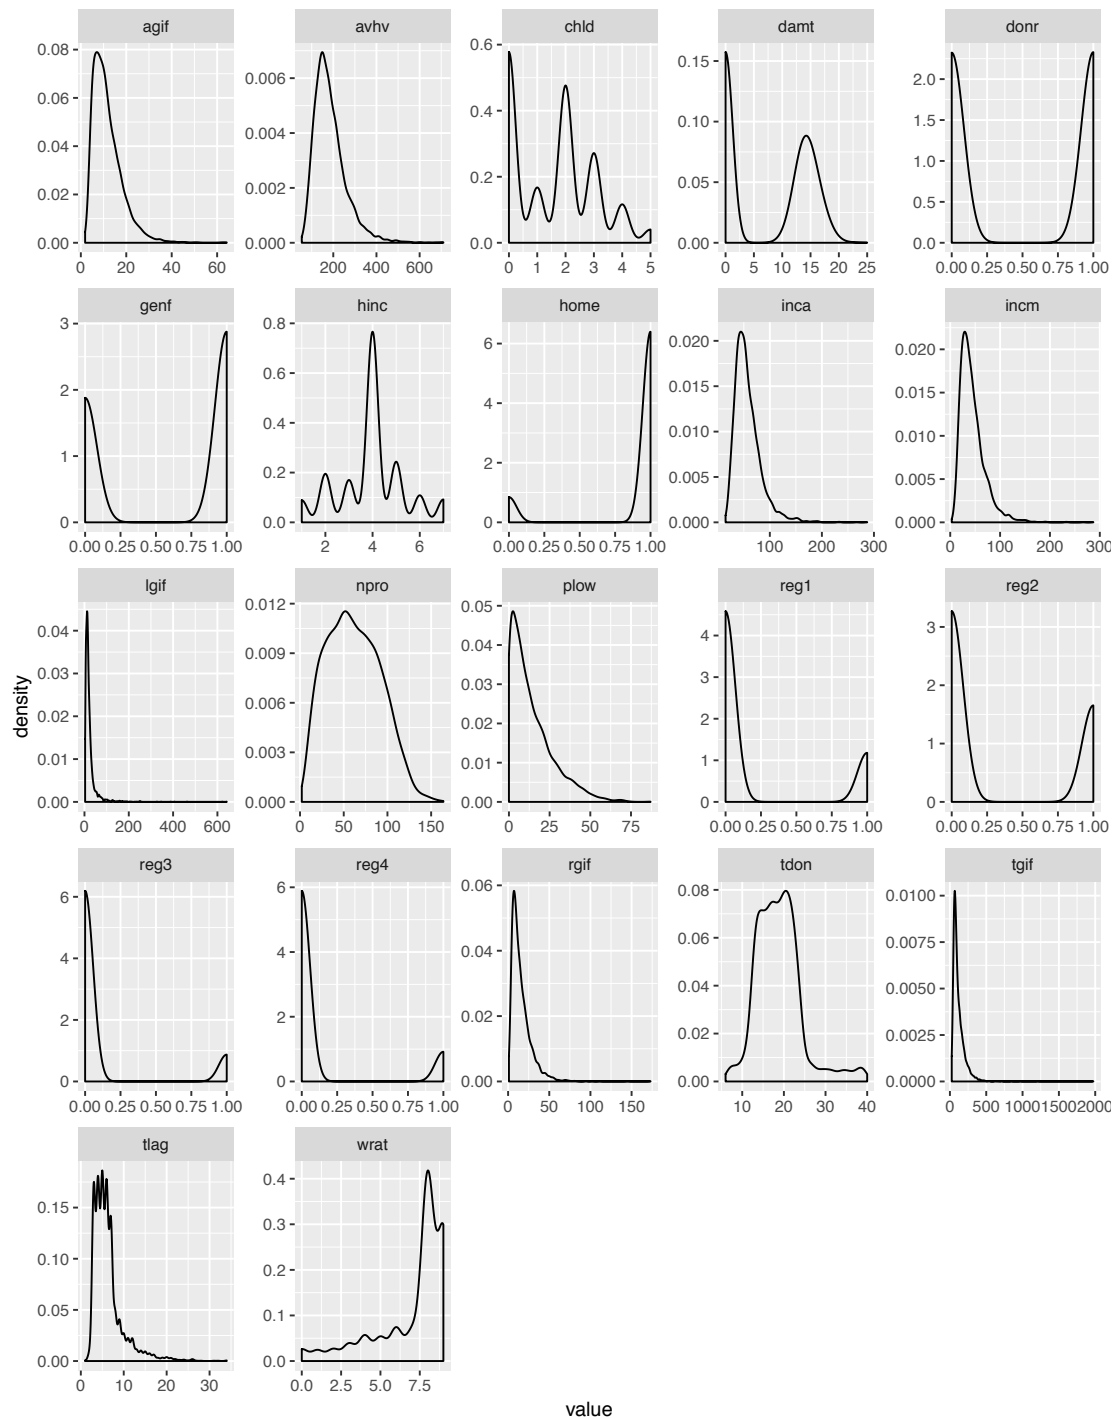 agif avhv chld damt donr
0.08 0.06 0.04 0.02 0.00
0.006 0.004 0.002 0.000
0.6 0.4 0.2 0.0
0.15 0.10 0.05 0.00
2.0 1.5 1.0 0.5 0.0
0 20 40 60
200 400 600
0 1 2 3 4 5
0 5 10 15 20 25
0.00 0.25 0.50 0.75 1.00
genf hinc home inca incm
3 2 1 0
0.8 0.6 0.4 0.2 0.0
6 4 2 0
0.020 0.015 0.010 0.005 0.000
0.020 0.015 0.010 0.005 0.000
0.00 0.25 0.50 0.75 1.00
2 4 6
0.00 0.25 0.50 0.75 1.00
100 200 300
0 100 200 300
density
lgif npro plow reg1 reg2
0.04 0.03 0.02 0.01 0.00
0.012 0.009 0.006 0.003 0.000
0.05 0.04 0.03 0.02 0.01 0.00
4 3 2 1 0
3 2 1 0
0 200 400 600
0 50 100 150
0 25 50 75
0.00 0.25 0.50 0.75 1.00
0.00 0.25 0.50 0.75 1.00
reg3 reg4 rgif tdon tgif
6 4 2 0
6 4 2 0
0.06 0.04 0.02 0.00
0.08 0.06 0.04 0.02 0.00
0.0100 0.0075 0.0050 0.0025 0.0000
0.00 0.25 0.50 0.75 1.00
0.00 0.25 0.50 0.75 1.00
0 50 100 150
10 20 30 40
0 500 1000 1500 2000
tlag wrat
0.15 0.10 0.05 0.00
0.4 0.3 0.2 0.1 0.0
0 10 20 30
0.0 2.5 5.0 7.5
value